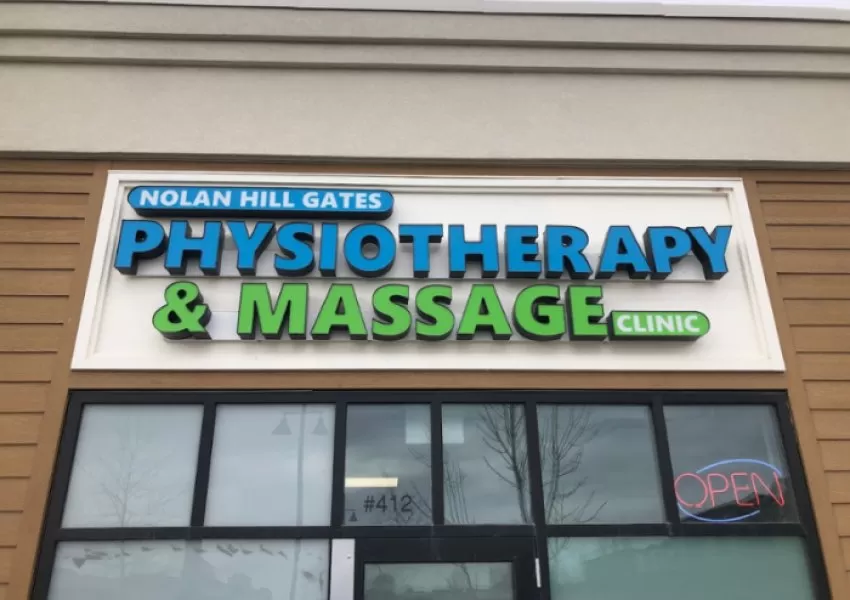 NOLAN HILL GATES
PHYSIOTHERAPY
& MASSAGE CLINIC
#412
OPEN